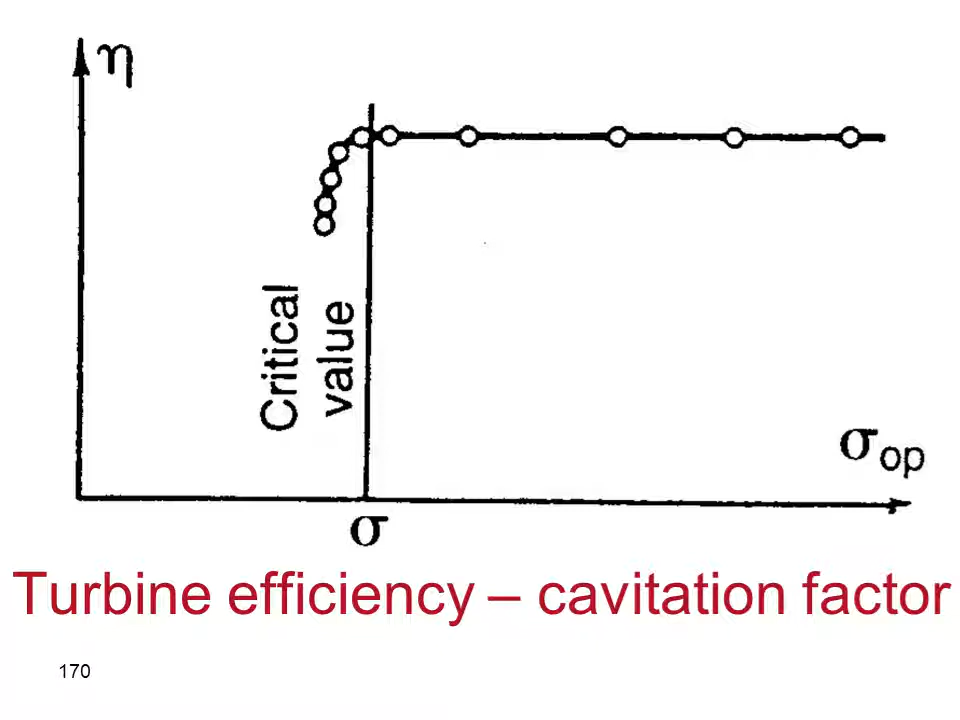 η
Critical
value
σop
σ
Turbine efficiency – cavitation factor
170